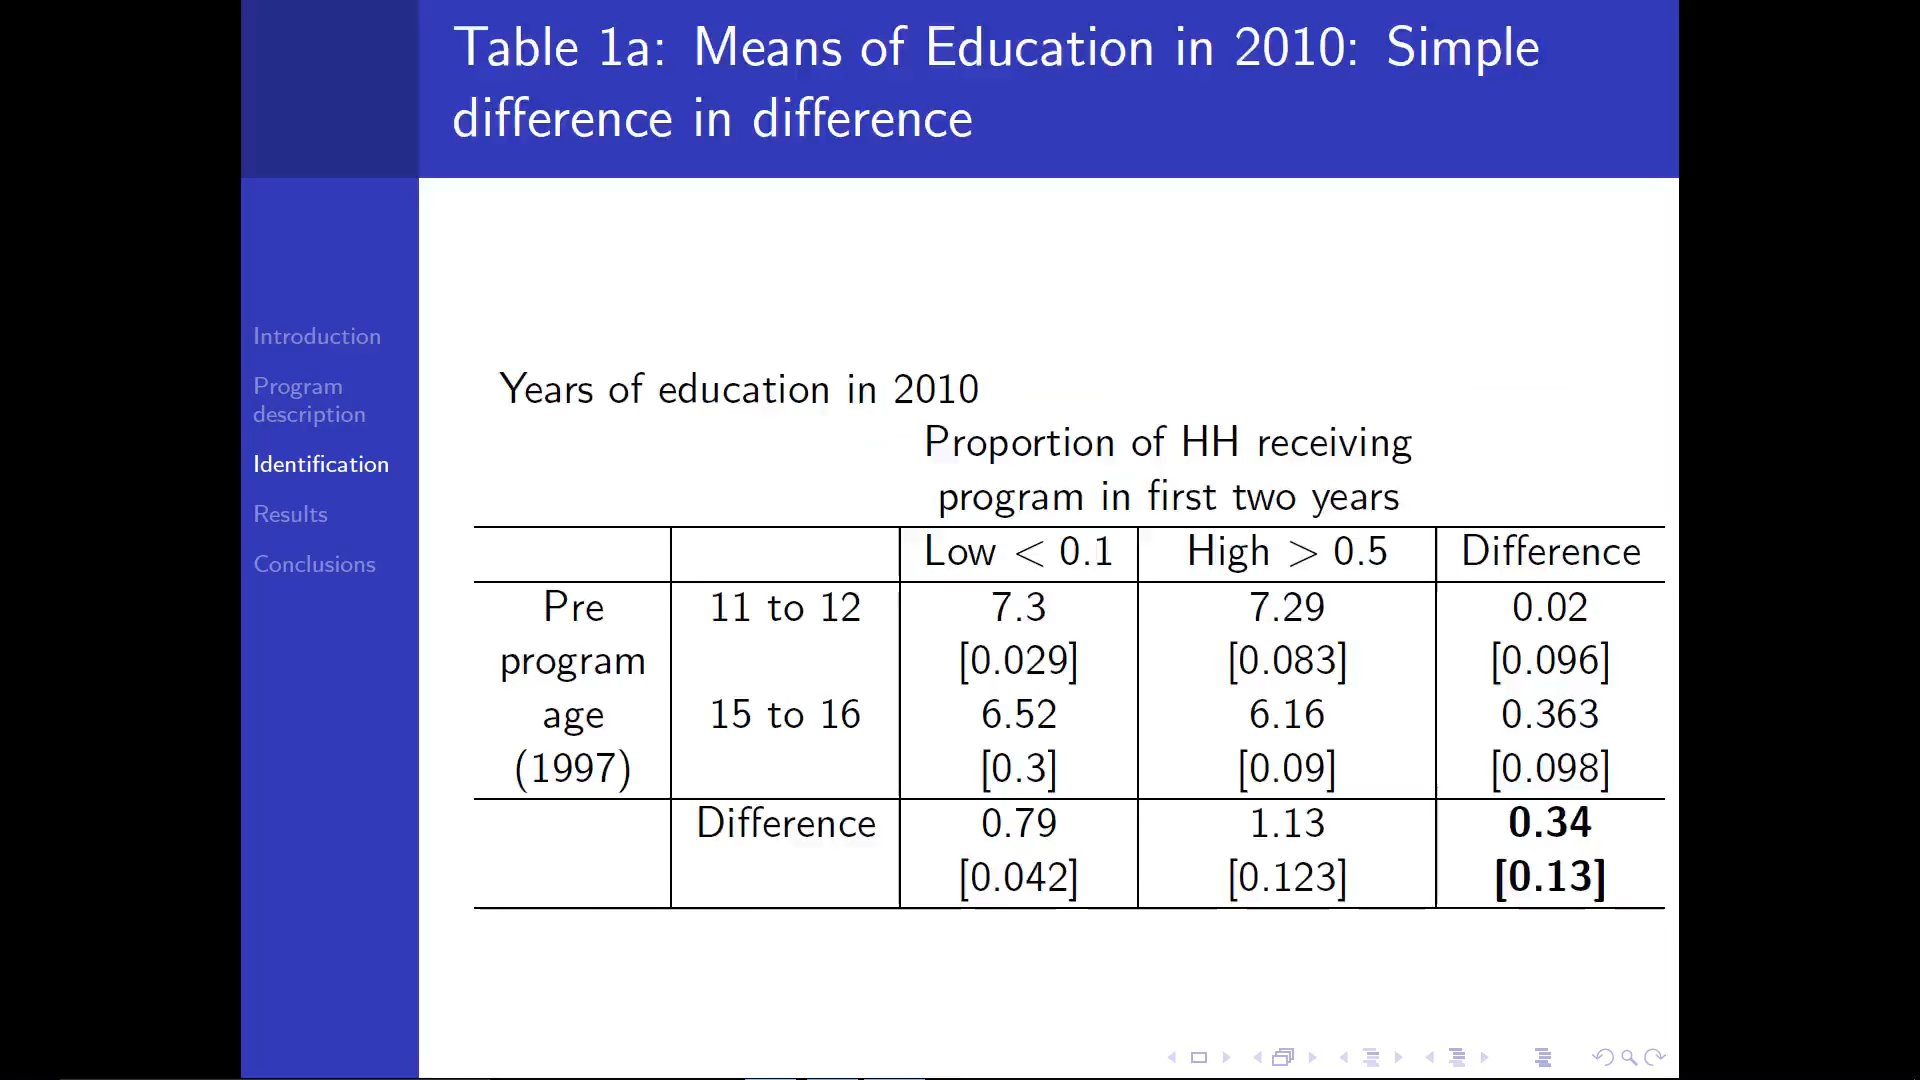 Table 1a: Means of Education in 2010: Simple
difference in difference
Introduction
Program
description
Identification
Results
Conclusions
Years of education in 2010
Proportion of HH receiving
program in first two years
Low < 0.1 High > 0.5 Difference
Pre 11 to 12 7.3 7.29 0.02
program [0.029] [0.083] [0.096]
age 15 to 16 6.52 6.16 0.363
(1997) [0.3] [0.09] [0.098]
Difference 0.79 1.13 0.34
[0.042] [0.123] [0.13]